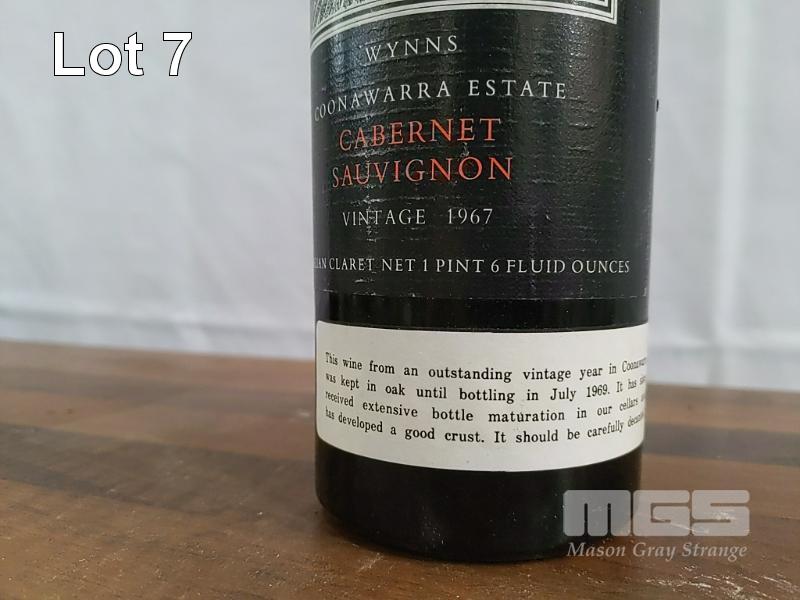 Lot 7
WYNNS
COONAWARRA ESTATE
CABERNET
SAUVIGNON
VINTAGE 1967
CLARET NET 1 PINT 6 FLUID OUNCES
This wine from an outstanding vintage year in Coonawarra
was kept in oak until bottling in July 1969. It has
received extensive bottle maturation in our cellars
has developed a good crust. It should be carefully
MGS
Mason Gray Strange